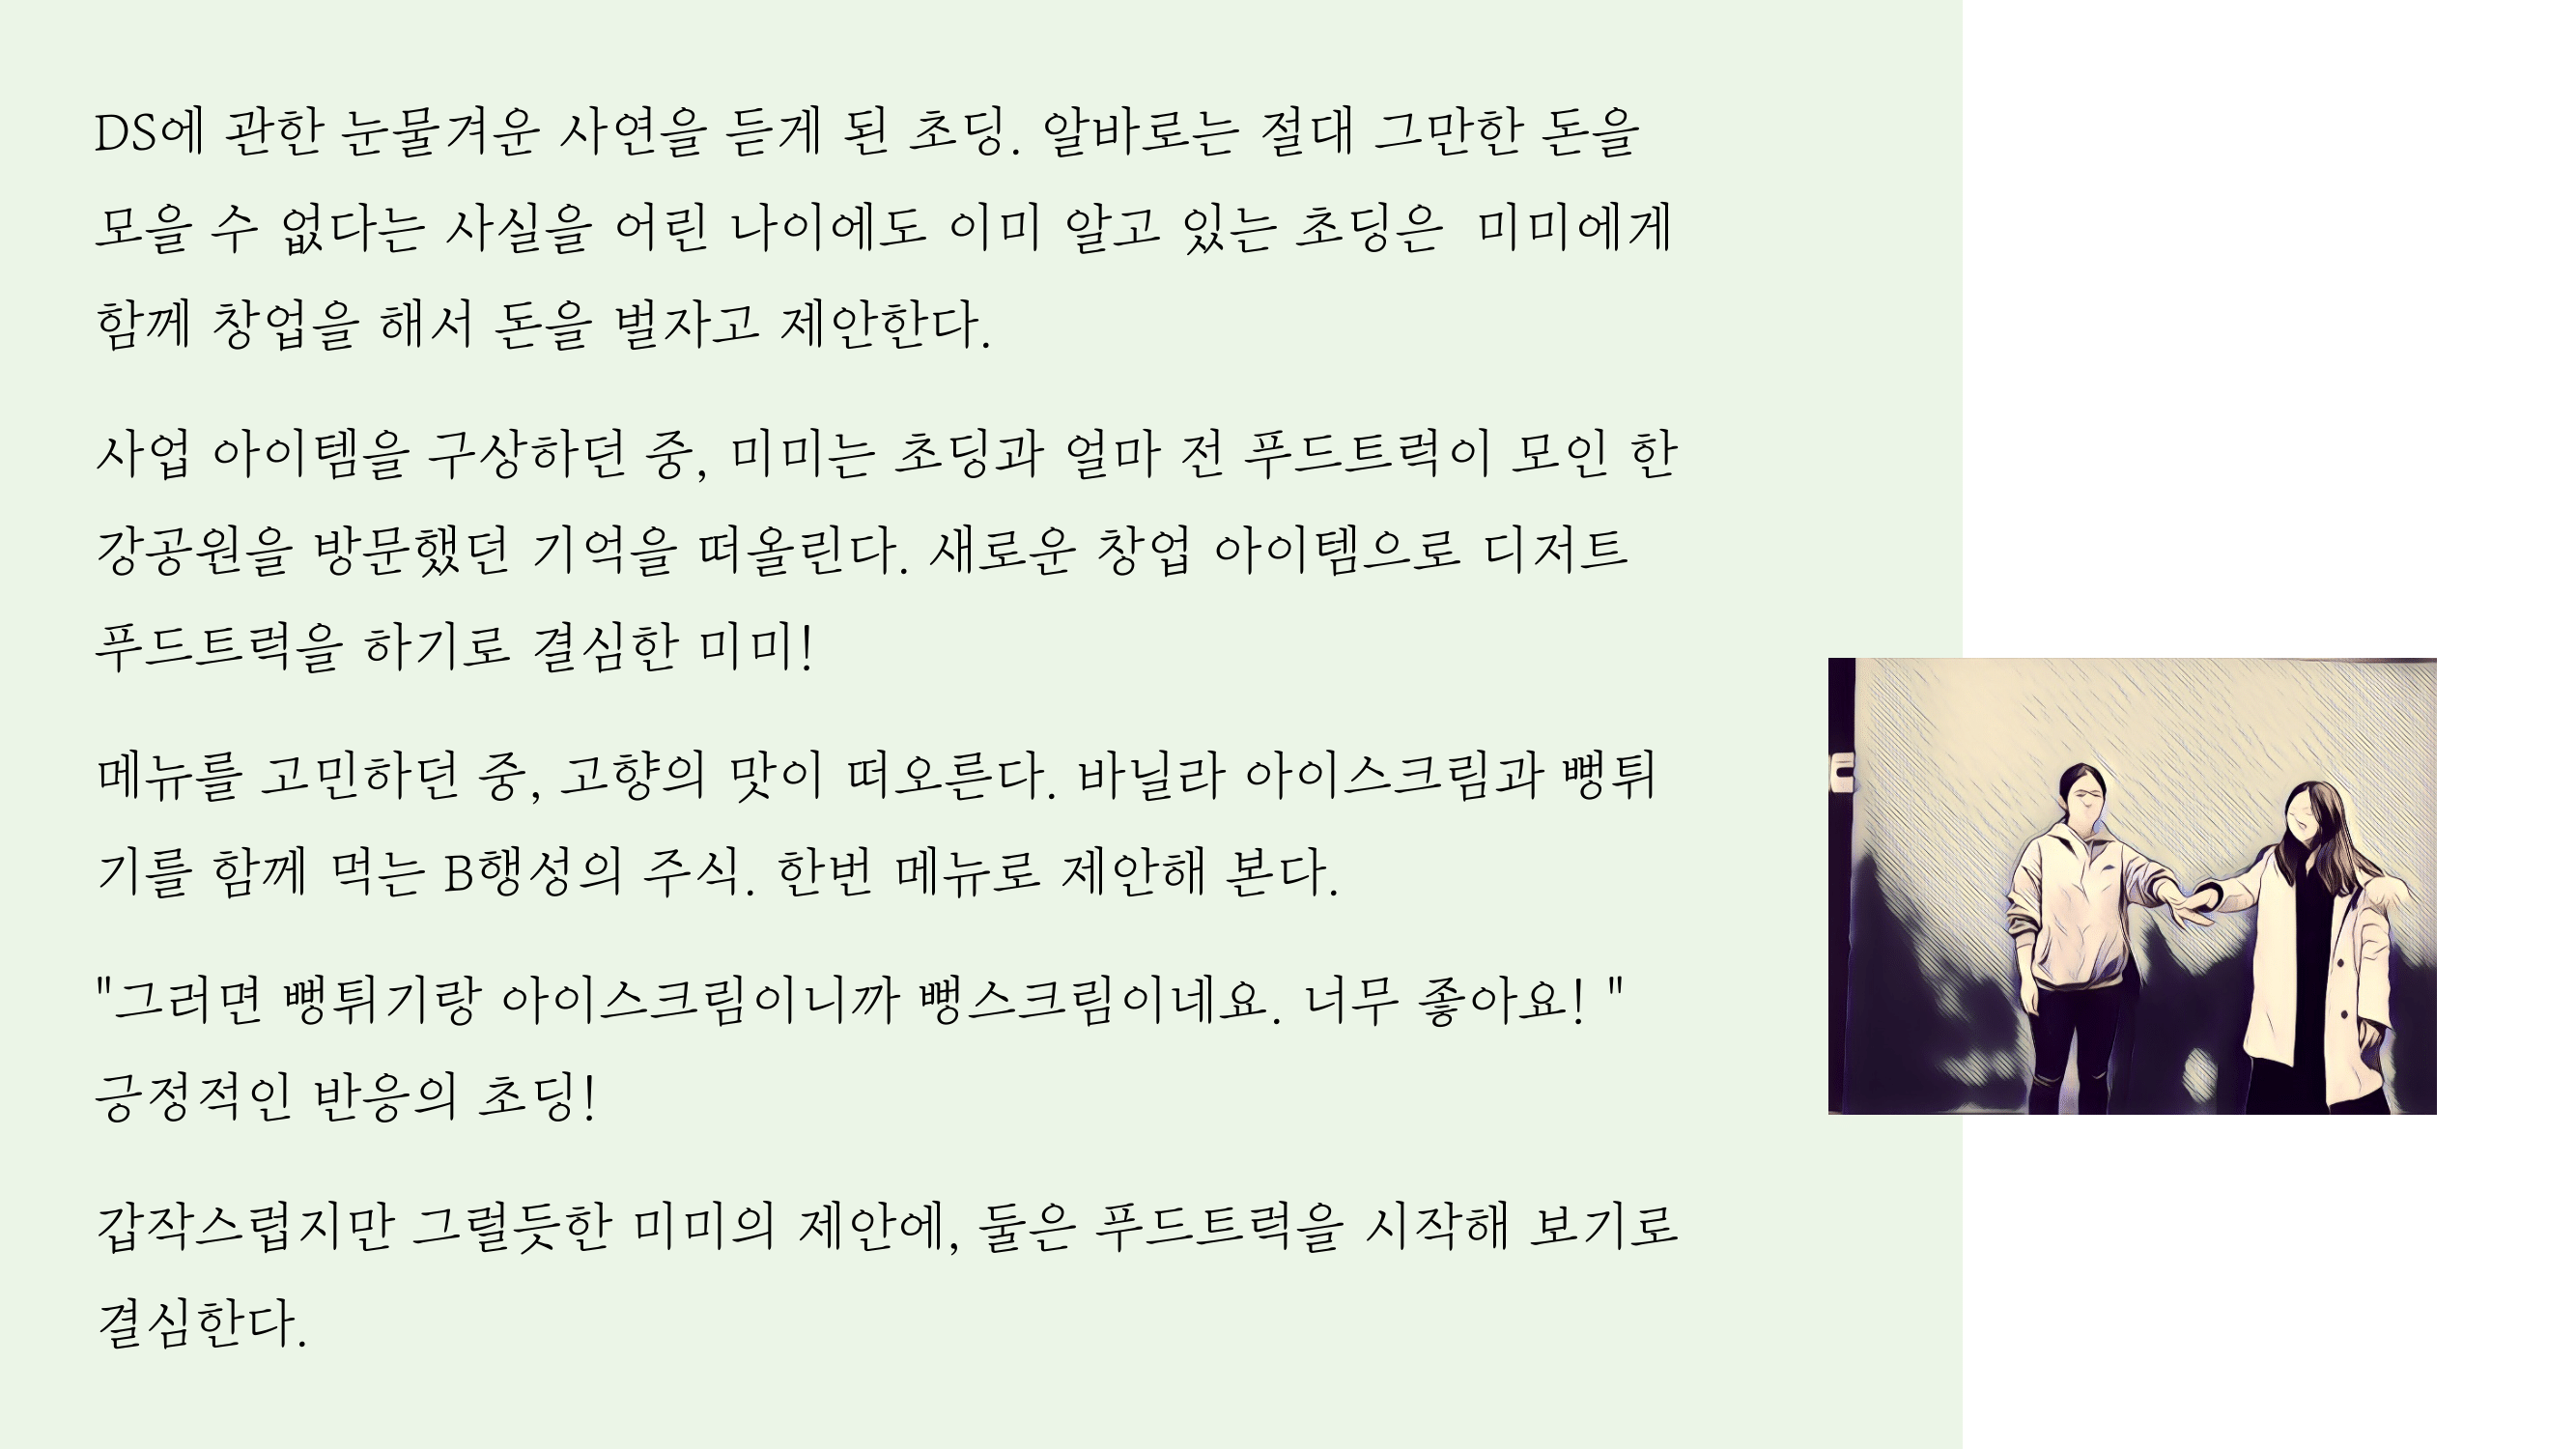 DS에 관한 눈물겨운 사연을 듣게 된 초딩. 알바로는 절대 그만한 돈을
모을 수 없다는 사실을 어린 나이에도 이미 알고 있는 초딩은 미미에게
함께 창업을 해서 돈을 벌자고 제안한다.
사업 아이템을 구상하던 중, 미미는 초딩과 얼마 전 푸드트럭이 모인 한
강공원을 방문했던 기억을 떠올린다. 새로운 창업 아이템으로 디저트
푸드트럭을 하기로 결심한 미미!
메뉴를 고민하던 중, 고향의 맛이 떠오른다. 바닐라 아이스크림과 뻥튀
기를 함께 먹는 B행성의 주식. 한번 메뉴로 제안해 본다.
"그러면 뻥튀기랑 아이스크림이니까 뻥스크림이네요. 너무 좋아요! "
긍정적인 반응의 초딩!
갑작스럽지만 그럴듯한 미미의 제안에, 둘은 푸드트럭을 시작해 보기로
결심한다.